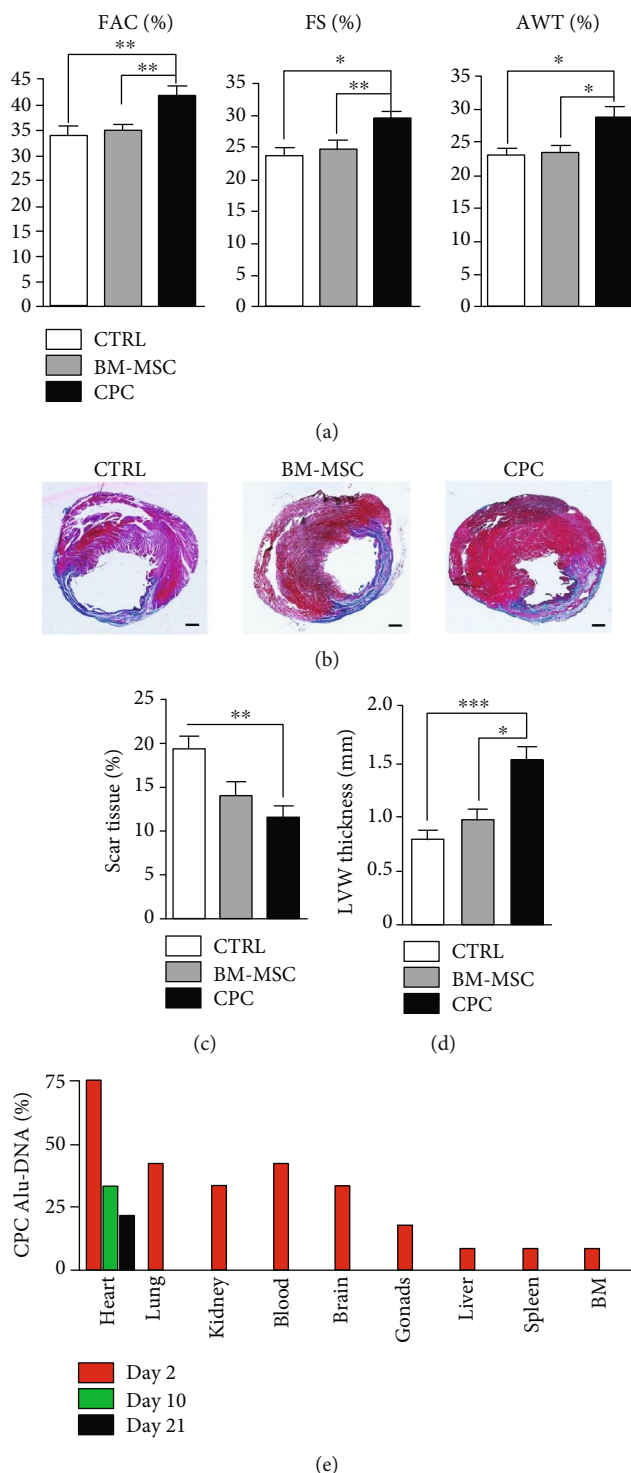 FAC (%)
FS (%)
AWT (%)
**
**
*
**
*
*
45
40
35
30
25
20
15
10
5
0
35
30
25
20
15
10
5
0
35
30
25
20
15
10
5
0
CTRL
BM-MSC
CPC
(a)
CTRL
BM-MSC
CPC
(b)
Scar tissue (%)
25
20
15
10
5
0
**
CTRL
BM-MSC
CPC
(c)
LVW thickness (mm)
2.0
1.5
1.0
0.5
0
***
*
CTRL
BM-MSC
CPC
(d)
CPC Alu-DNA (%)
75
50
25
0
Heart
Lung
Kidney
Blood
Brain
Gonads
Liver
Spleen
BM
Day 2
Day 10
Day 21
(e)